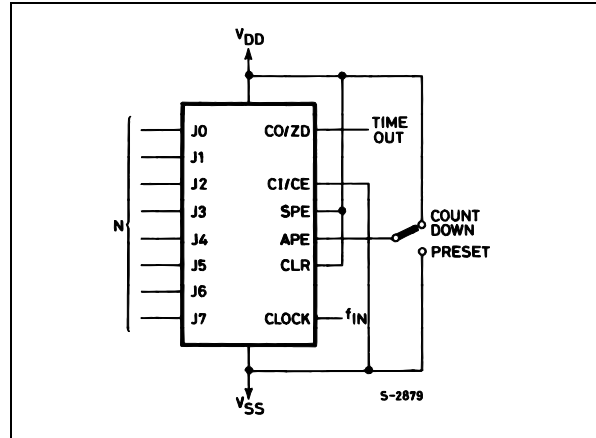 VDD
J0
J1
J2
J3
J4
J5
J6
J7
N
CO/ZD
CI/CE
SPE
APE
CLR
CLOCK
TIME
OUT
COUNT
DOWN
PRESET
fIN
VSS
S-2879